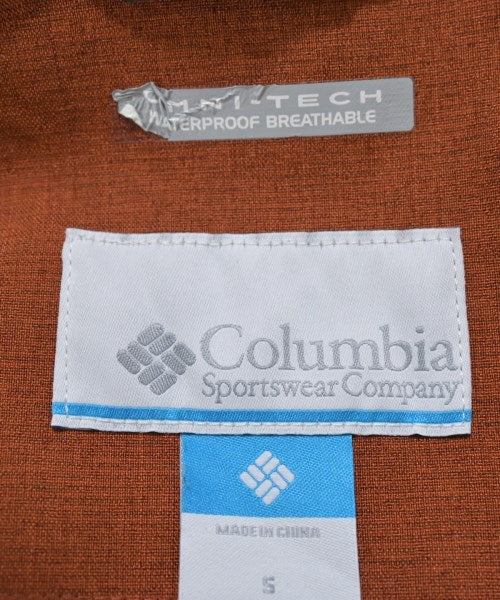 MNI-TECH
WATERPROOF BREATHABLE
Columbia
Sportswear Company
MADE IN CHINA
S